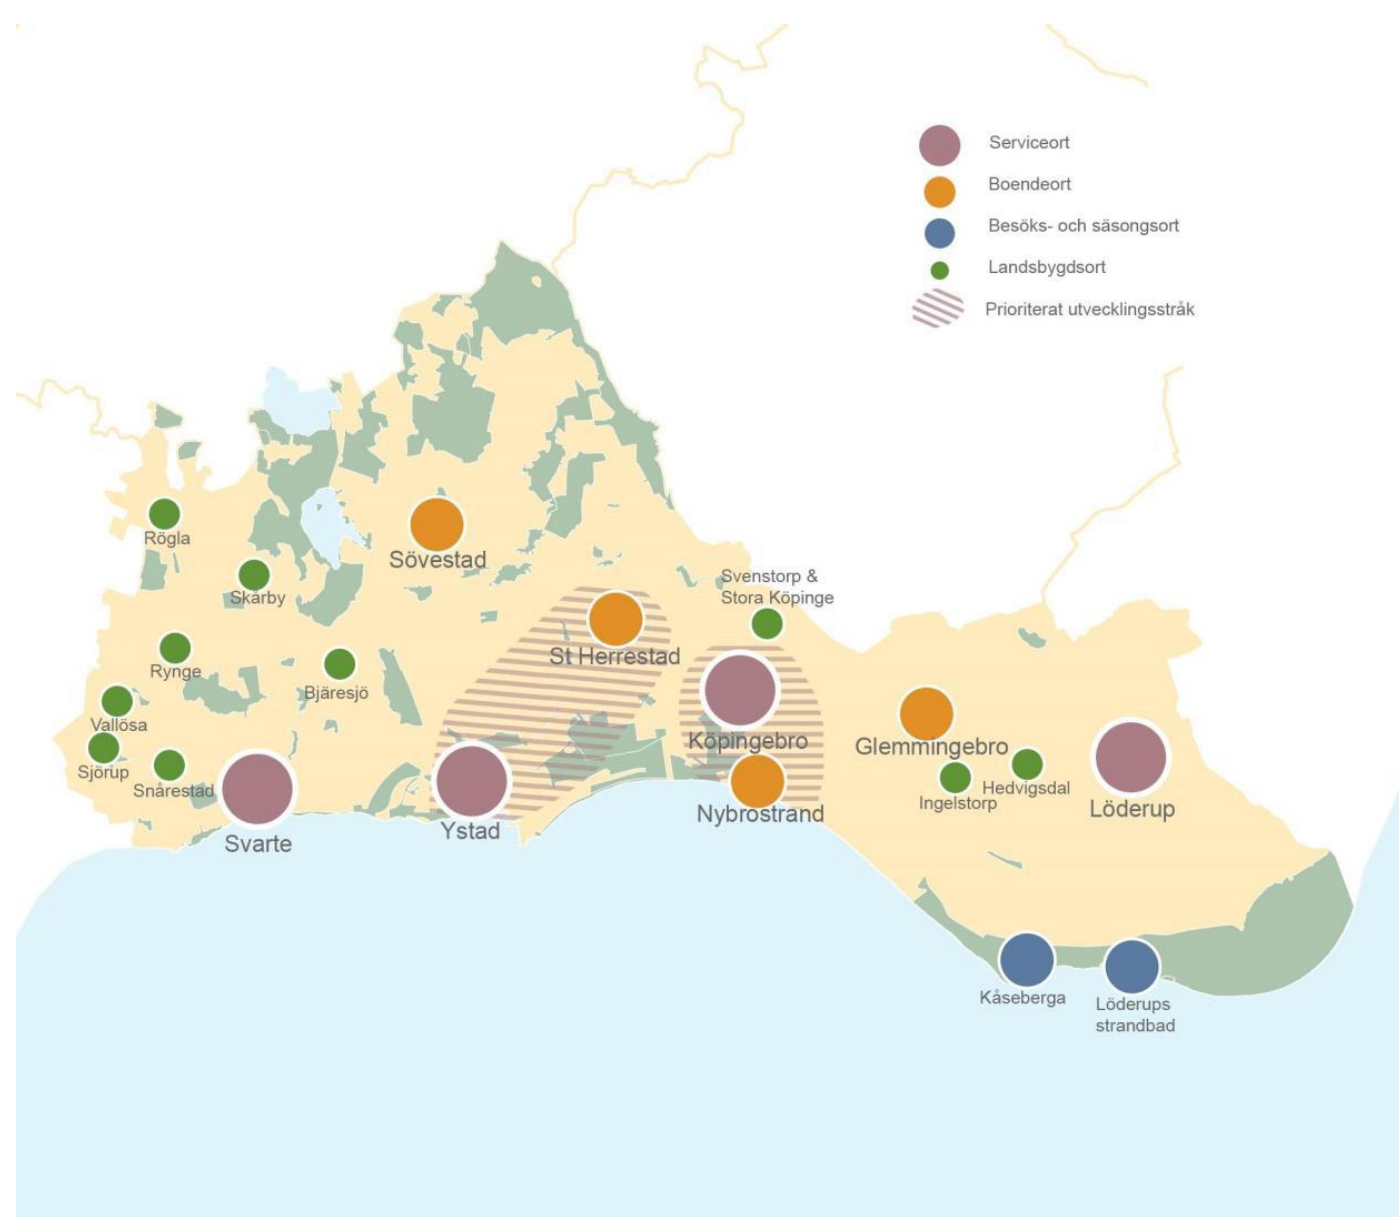 Serviceort
Boendeort
Besöks- och säsongsort
Landsbygdsort
Prioriterat utvecklingsstråk
Rögla
Sövestad
Skårby
Svenstorp &
Stora Köpinge
St Herrestad
Rynge
Bjäresjö
Vallösa
Köpingebro
Glemmingebro
Sjörup
Snårestad
Hedvigsdal
Ingelstorp
Löderup
Nybrostrand
Ystad
Svarte
Kåseberga
Löderups
strandbad